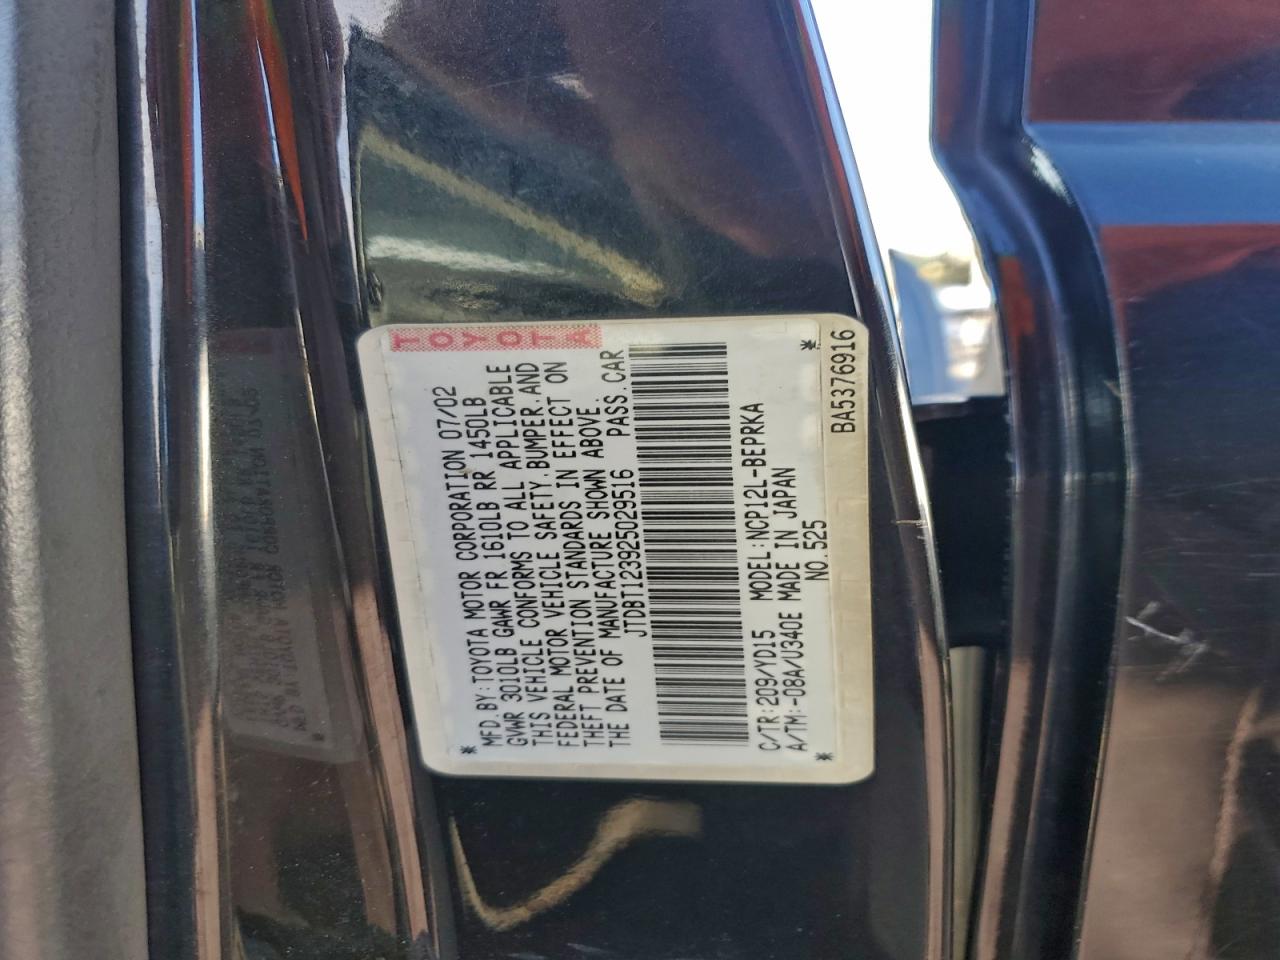 TOYOTA
* MFD.BY:TOYOTA MOTOR CORPORATION 07/02
GVWR 3010LB GAWR FR 1610LB RR 1450LB
THIS VEHICLE CONFORMS TO ALL APPLICABLE
FEDERAL MOTOR VEHICLE SAFETY,BUMPER,AND
THEFT PREVENTION STANDARDS IN EFFECT ON
THE DATE OF MANUFACTURE SHOWN ABOVE.
JTDBT123925029516 PASS.CAR
C/TR:209/YD15 MODEL:NCP12L-BEPRKA
A/TM:-08A/U340E MADE IN JAPAN
* NO.525 *
BA5376916